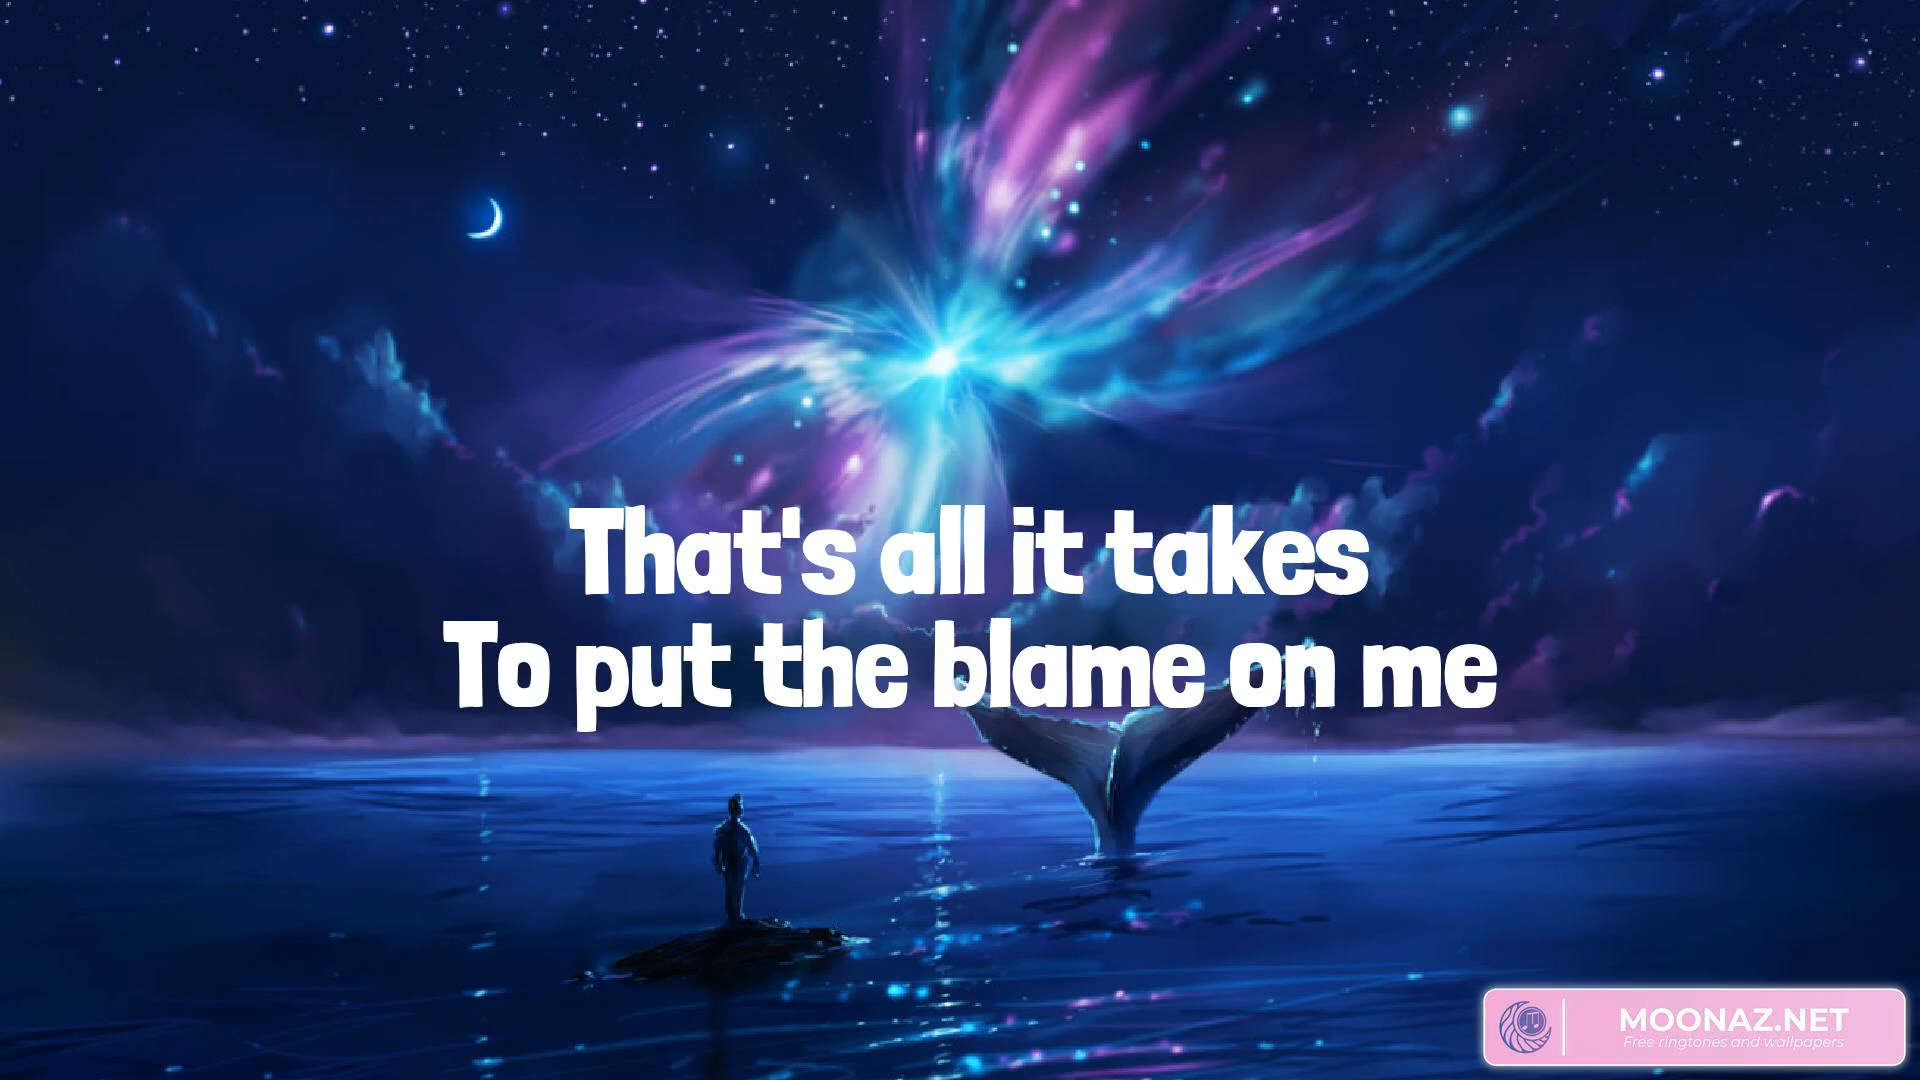 That's all it takes
To put the blame on me
MOONAZ.NET
Free ringtones and wallpapers